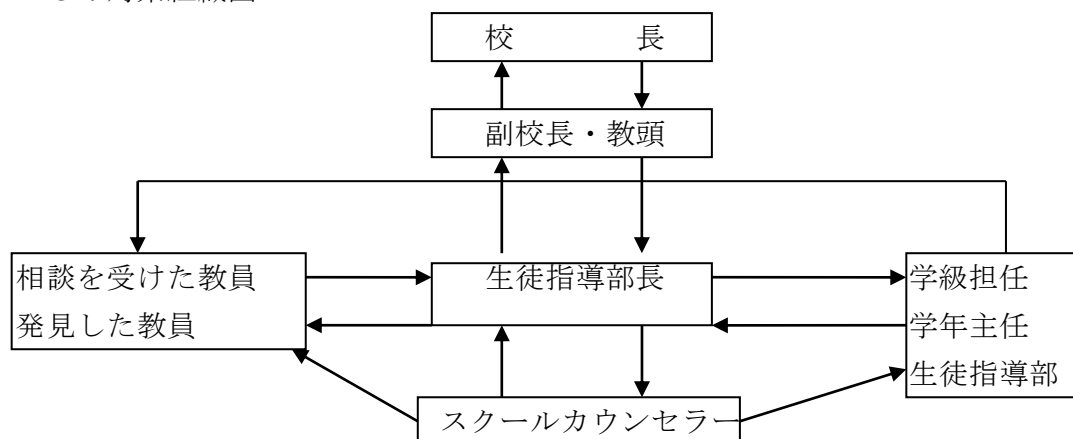 校　　　　長
副校長・教頭
相談を受けた教員
発見した教員
生徒指導部長
学級担任
学年主任
生徒指導部
スクールカウンセラー